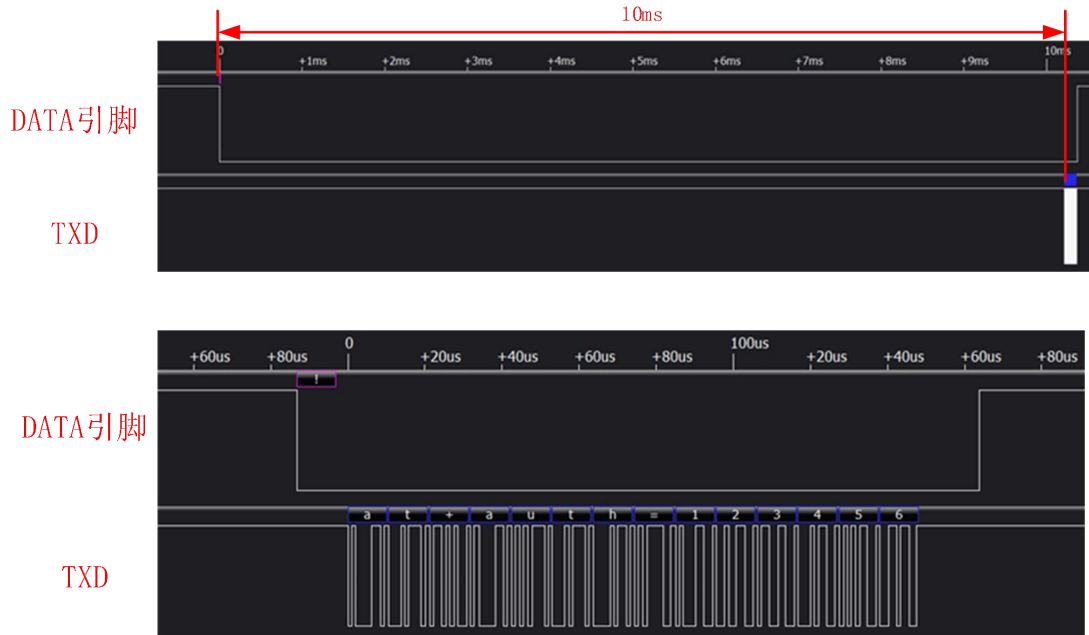 10ms
0 +1ms +2ms +3ms +4ms +5ms +6ms +7ms +8ms +9ms 10ms
DATA引脚
TXD
+60us +80us 0 +20us +40us +60us +80us 100us +20us +40us +60us +80us
!
DATA引脚
a t + a u t h = 1 2 3 4 5 6
TXD